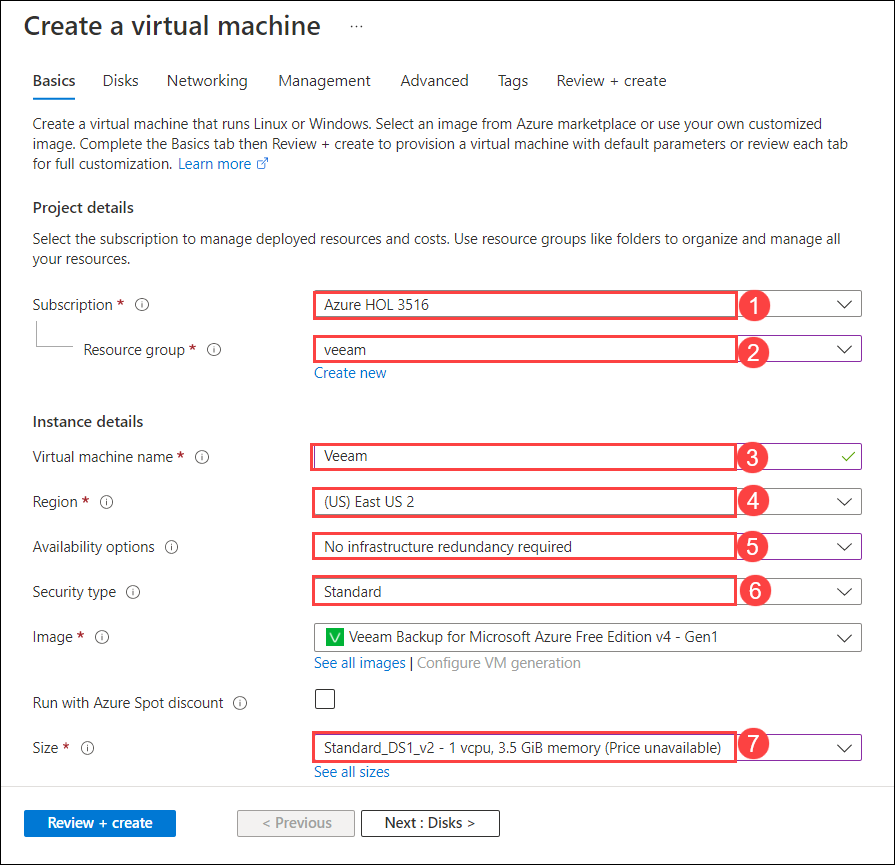 Create a virtual machine ...
Basics Disks Networking Management Advanced Tags Review + create
Create a virtual machine that runs Linux or Windows. Select an image from Azure marketplace or use your own customized
image. Complete the Basics tab then Review + create to provision a virtual machine with default parameters or review each tab
for full customization. Learn more
Project details
Select the subscription to manage deployed resources and costs. Use resource groups like folders to organize and manage all
your resources.
Subscription * Azure HOL 3516 1
Resource group * veeam 2
Create new
Instance details
Virtual machine name * Veeam 3
Region * (US) East US 2 4
Availability options No infrastructure redundancy required 5
Security type Standard 6
Image * V Veeam Backup for Microsoft Azure Free Edition v4 - Gen1
See all images | Configure VM generation
Run with Azure Spot discount
Size * Standard_DS1_v2 - 1 vcpu, 3.5 GiB memory (Price unavailable) 7
See all sizes
Review + create < Previous Next : Disks >